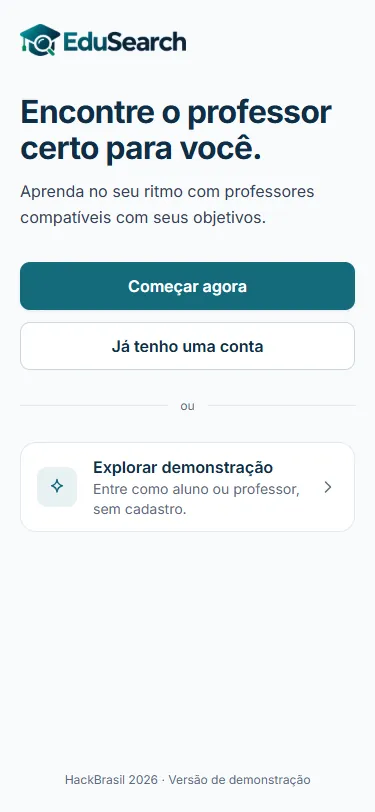 EduSearch
Encontre o professor
certo para você.
Aprenda no seu ritmo com professores
compatíveis com seus objetivos.
Começar agora
Já tenho uma conta
ou
Explorar demonstração
Entre como aluno ou professor,
sem cadastro.
HackBrasil 2026 · Versão de demonstração